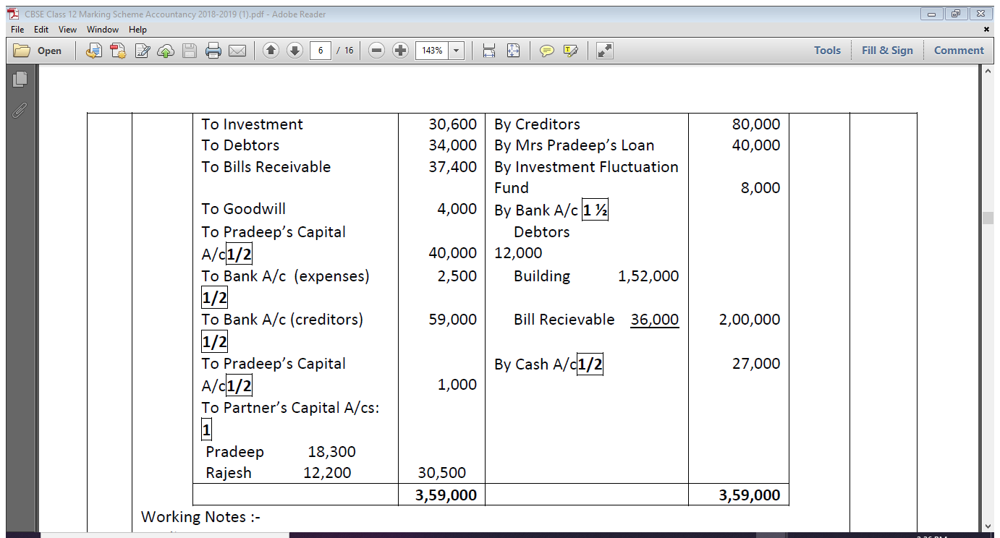 CBSE Class 12 Marking Scheme Accountancy 2018-2019 (1).pdf - Adobe Reader
File Edit View Window Help
Open 6 / 16 143% Tools Fill & Sign Comment
To Investment 30,600 By Creditors 80,000
To Debtors 34,000 By Mrs Pradeep's Loan 40,000
To Bills Receivable 37,400 By Investment Fluctuation
Fund 8,000
To Goodwill 4,000 By Bank A/c 1 ½
To Pradeep's Capital Debtors
A/c 1/2 40,000 12,000
To Bank A/c (expenses) 2,500 Building 1,52,000
1/2
To Bank A/c (creditors) 59,000 Bill Recievable 36,000 2,00,000
1/2
To Pradeep's Capital By Cash A/c 1/2 27,000
A/c 1/2 1,000
To Partner's Capital A/cs:
1
Pradeep 18,300
Rajesh 12,200 30,500
3,59,000 3,59,000
Working Notes :-